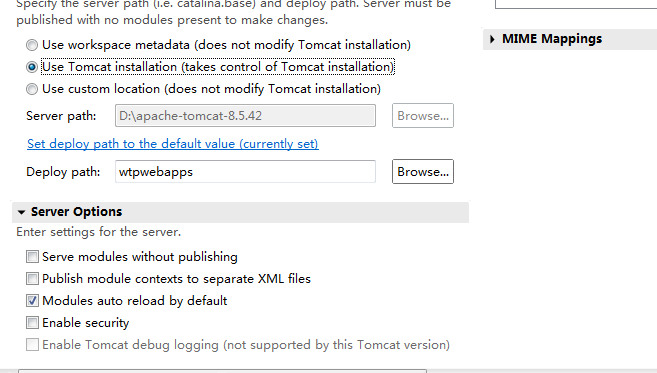 Specify the server path (i.e. catalina.base) and deploy path. Server must be
published with no modules present to make changes.
Use workspace metadata (does not modify Tomcat installation)
Use Tomcat installation (takes control of Tomcat installation)
Use custom location (does not modify Tomcat installation)
Server path: D:\apache-tomcat-8.5.42 Browse...
Set deploy path to the default value (currently set)
Deploy path: wtpwebapps Browse...
Server Options
Enter settings for the server.
Serve modules without publishing
Publish module contexts to separate XML files
Modules auto reload by default
Enable security
Enable Tomcat debug logging (not supported by this Tomcat version)
MIME Mappings